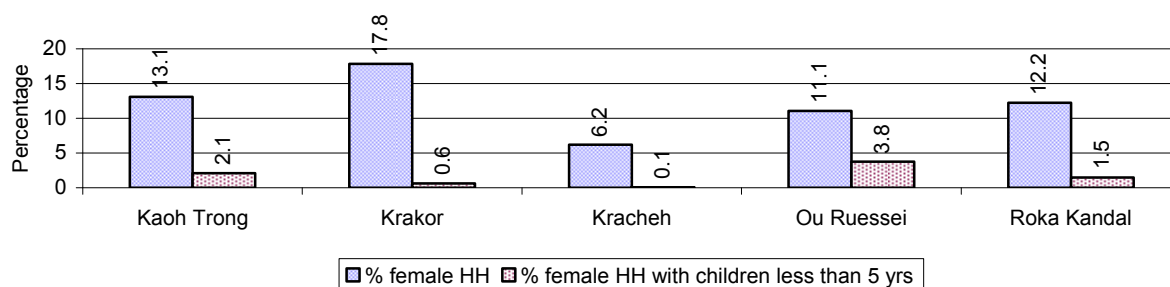 Percentage
20
15
10
5
0
13.1
2.1
17.8
0.6
6.2
0.1
11.1
3.8
12.2
1.5
Kaoh Trong
Krakor
Kracheh
Ou Ruessei
Roka Kandal
% female HH
% female HH with children less than 5 yrs